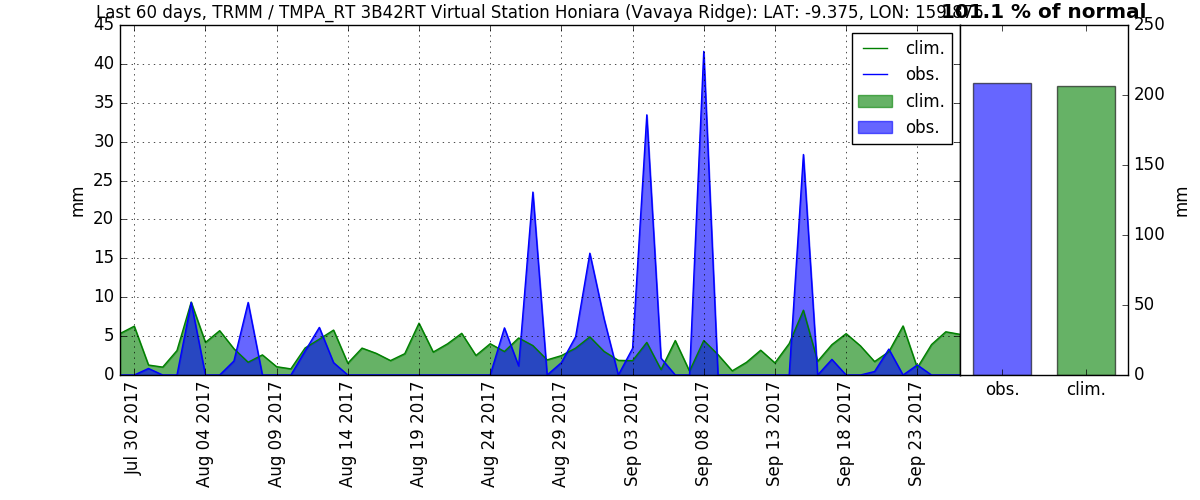 Last 60 days, TRMM / TMPA_RT 3B42RT Virtual Station Honiara (Vavaya Ridge): LAT: -9.375, LON: 159.875
101.1 % of normal
45
40
35
30
25
20
15
10
5
0
mm
clim.
obs.
clim.
obs.
250
200
150
100
50
0
mm
Jul 30 2017
Aug 04 2017
Aug 09 2017
Aug 14 2017
Aug 19 2017
Aug 24 2017
Aug 29 2017
Sep 03 2017
Sep 08 2017
Sep 13 2017
Sep 18 2017
Sep 23 2017
obs.
clim.